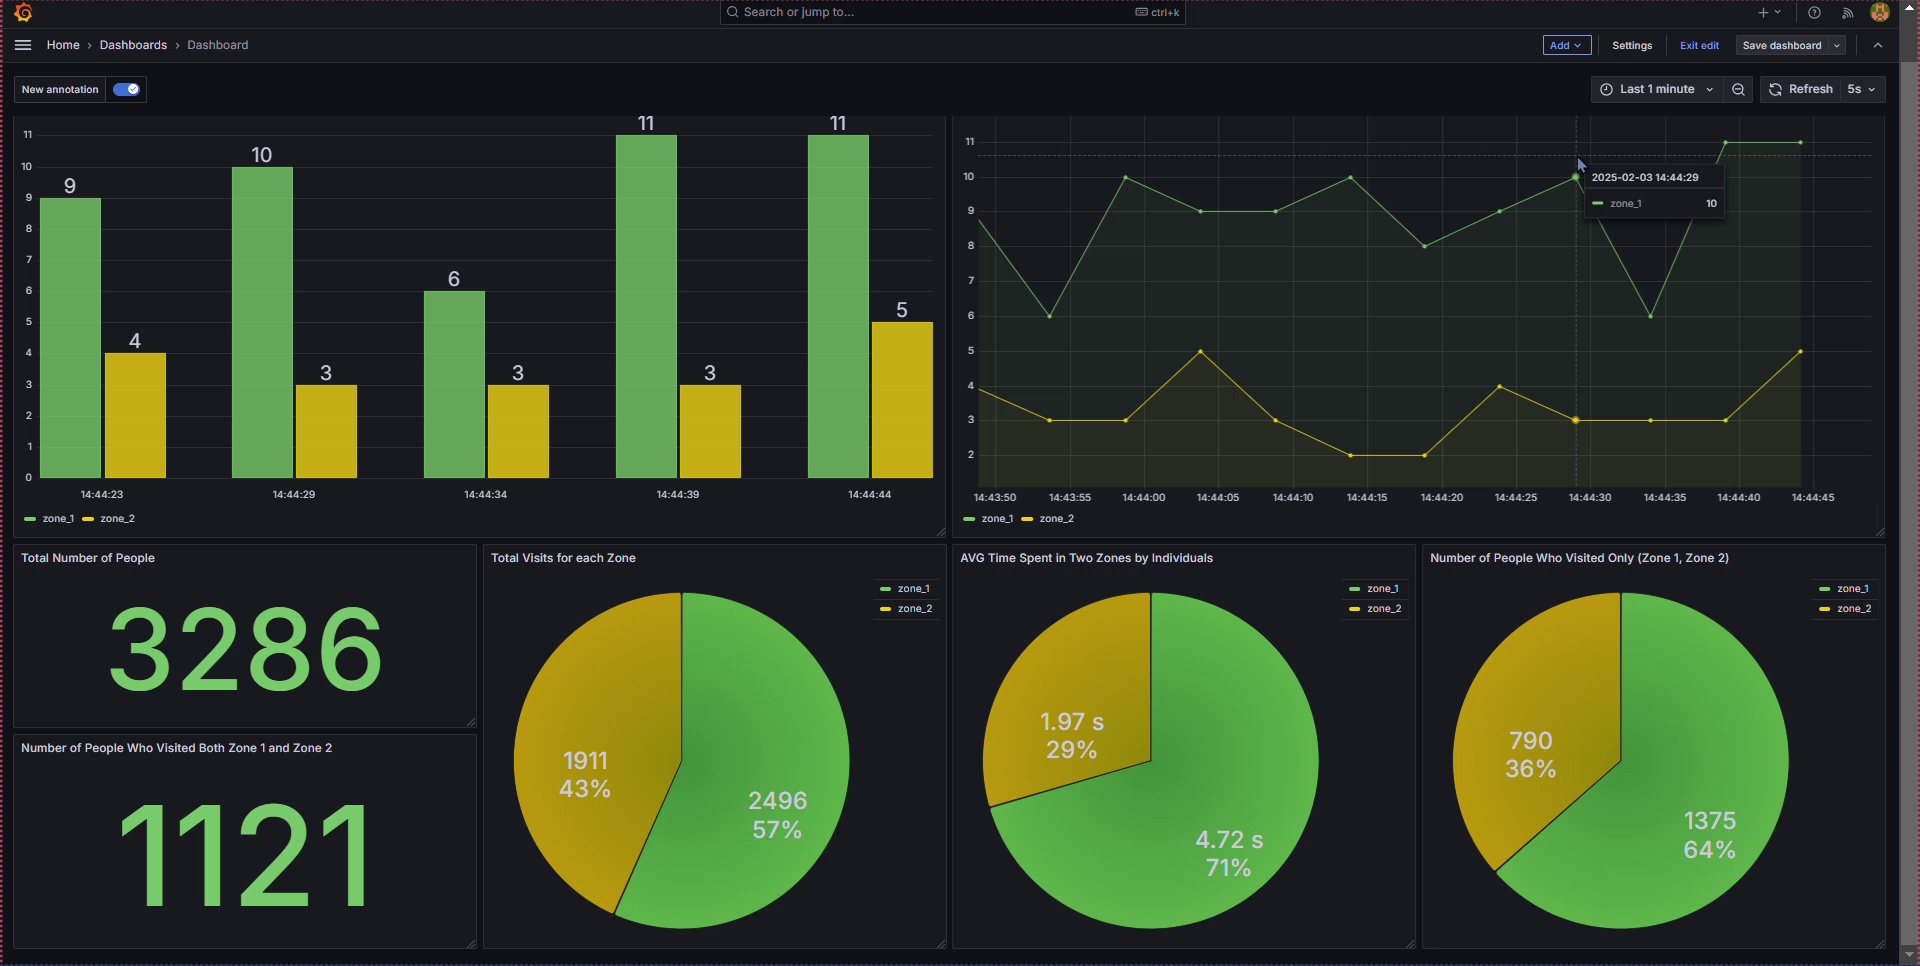 Search or jump to...
ctrl+k
Home › Dashboards › Dashboard
Add
Settings
Exit edit
Save dashboard
New annotation
Last 1 minute
Refresh
5s
11
10
9
8
7
6
5
4
3
2
1
0
9
4
10
3
6
3
11
3
11
5
14:44:23
14:44:29
14:44:34
14:44:39
14:44:44
zone_1
zone_2
11
10
9
8
7
6
5
4
3
2
2025-02-03 14:44:29
zone_1 10
14:43:50
14:43:55
14:44:00
14:44:05
14:44:10
14:44:15
14:44:20
14:44:25
14:44:30
14:44:35
14:44:40
14:44:45
zone_1
zone_2
Total Number of People
3286
Number of People Who Visited Both Zone 1 and Zone 2
1121
Total Visits for each Zone
zone_1
zone_2
1911
43%
2496
57%
AVG Time Spent in Two Zones by Individuals
zone_1
zone_2
1.97 s
29%
4.72 s
71%
Number of People Who Visited Only (Zone 1, Zone 2)
zone_1
zone_2
790
36%
1375
64%